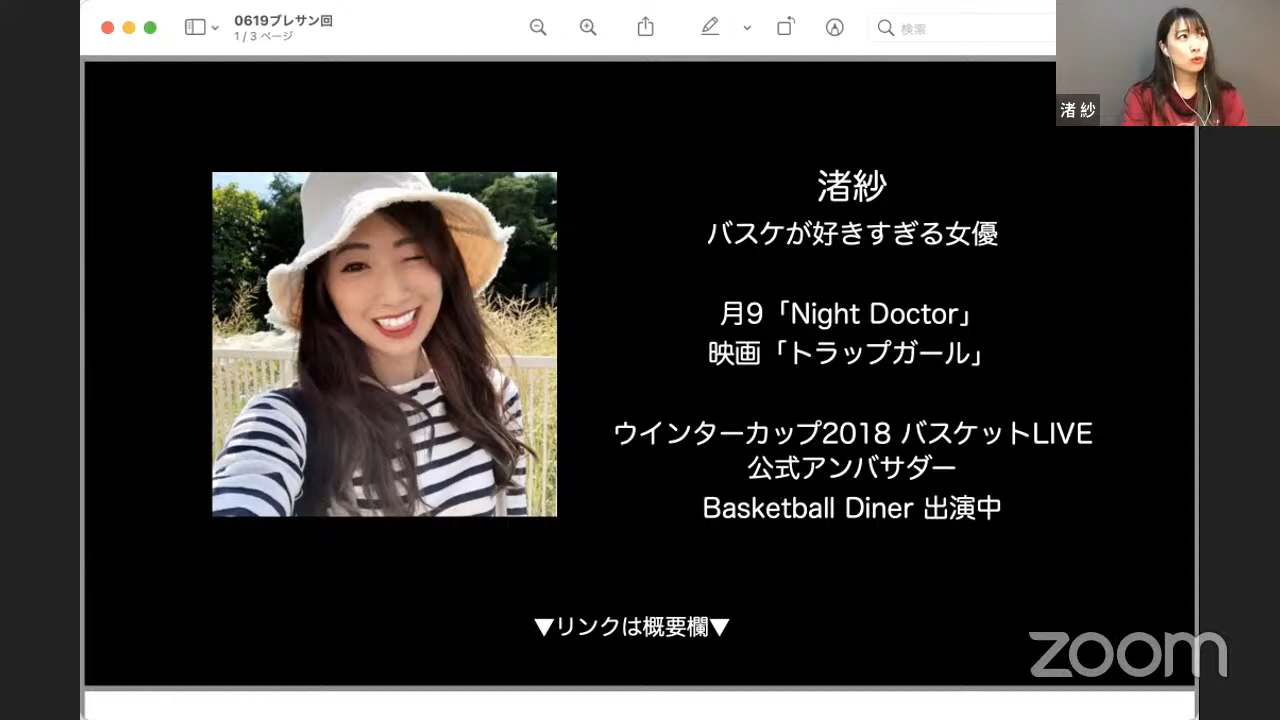 0619ブレサン回
1 / 3 ページ
検索
渚 紗
渚紗
バスケが好きすぎる女優
月9「Night Doctor」
映画「トラップガール」
ウインターカップ2018 バスケットLIVE
公式アンバサダー
Basketball Diner 出演中
▼リンクは概要欄▼
zoom